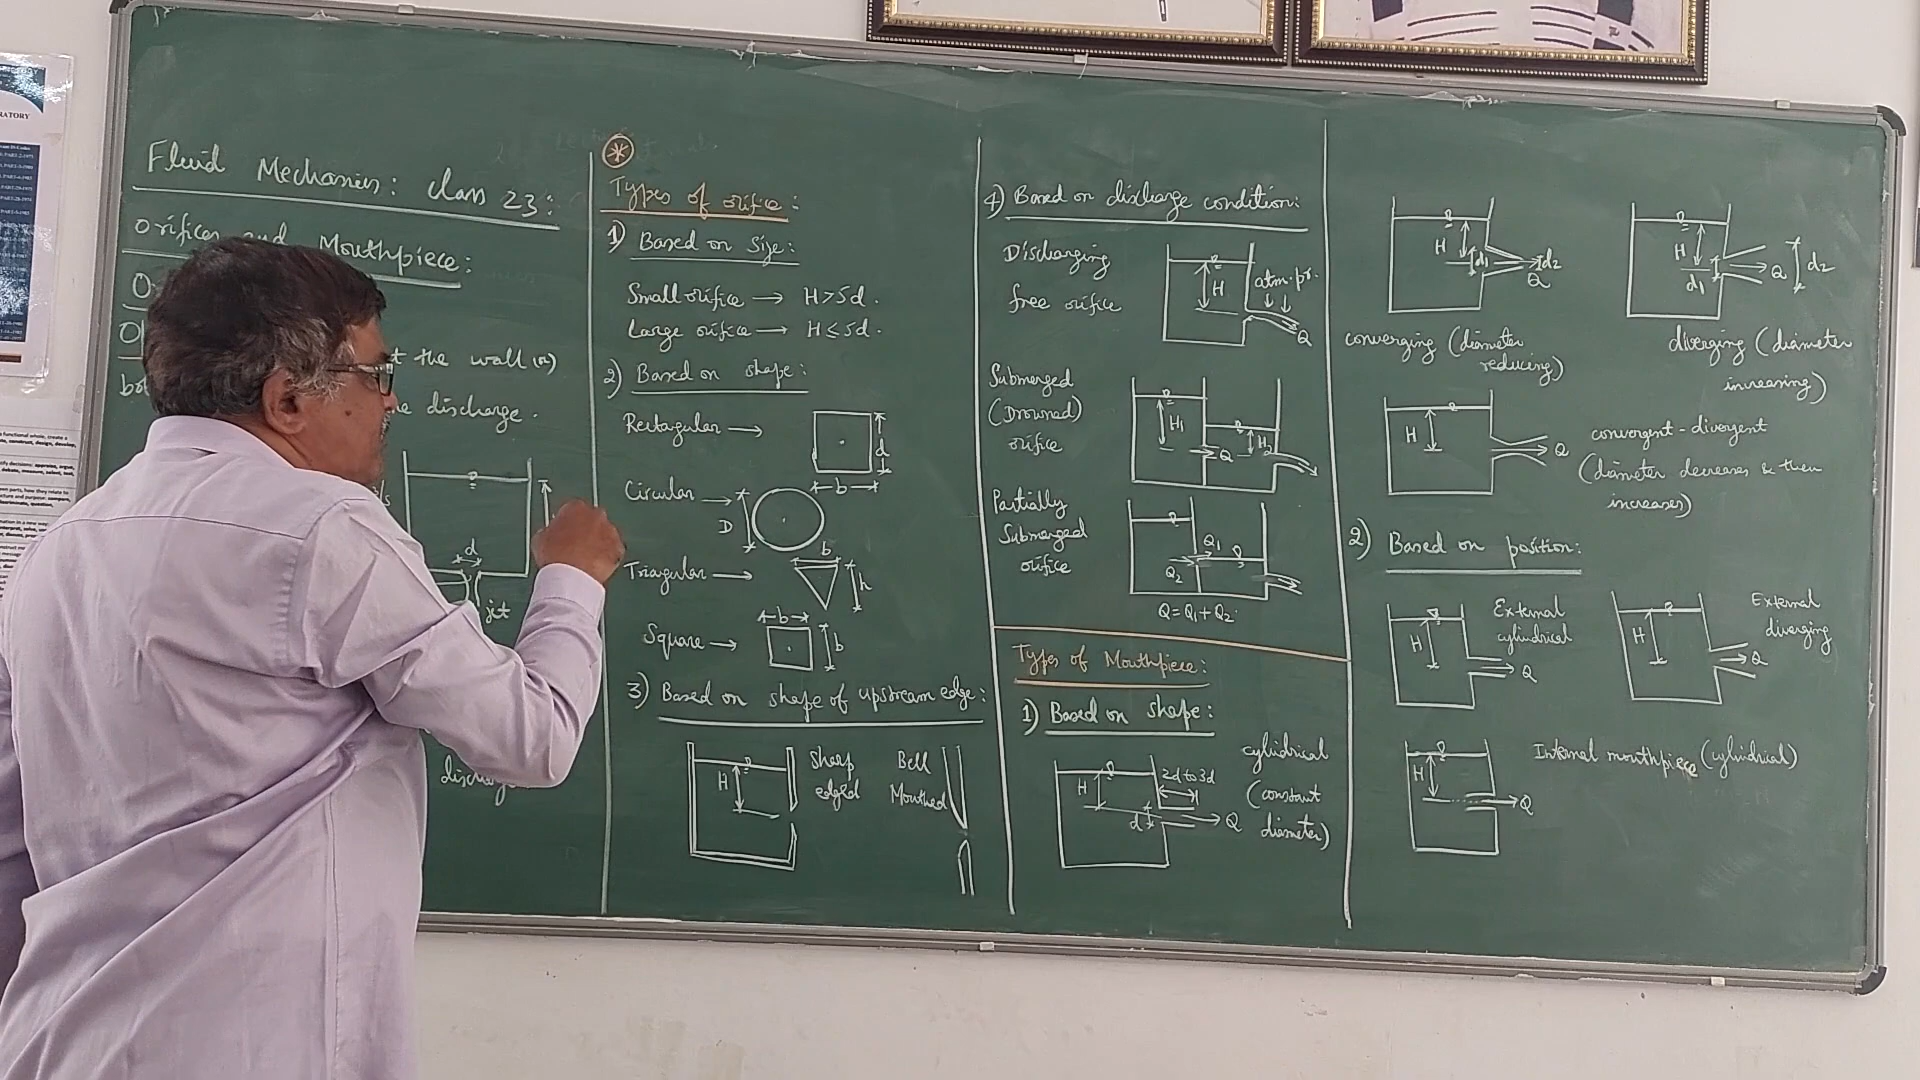 Fluid Mechanics: class 23:
Orifices and Mouthpiece:
t the wall (or)
discharge.
d
jet
Types of orifice:
1) Based on Size:
Small orifice → H>5d.
Large orifice → H≤5d.
2) Based on shape:
Rectagular →
d
b
Circular →
D
Triagular →
b
h
Square →
b
b
3) Based on shape of upstream edge:
H
Sharp
edged
Bell
Mouthed
4) Based on discharge condition:
Discharging
free orifice
H
atm.pr.
Q
Submerged
(Drowned)
orifice
H1
Q
H2
Partially
Submerged
orifice
Q1
Q2
Q=Q1+Q2.
Types of Mouthpiece:
1) Based on shape:
H
2d to 3d
d
Q
cylindrical
(constant
diameter)
H
d1
d2
Q
converging (diameter
reducing)
H
d1
Q
d2
diverging (diameter
increasing)
H
Q
convergent-divergent
(diameter decreases & then
increases)
2) Based on position:
H
Q
External
cylindrical
H
Q
External
diverging
H
Q
Internal mouthpiece (cylindrical)